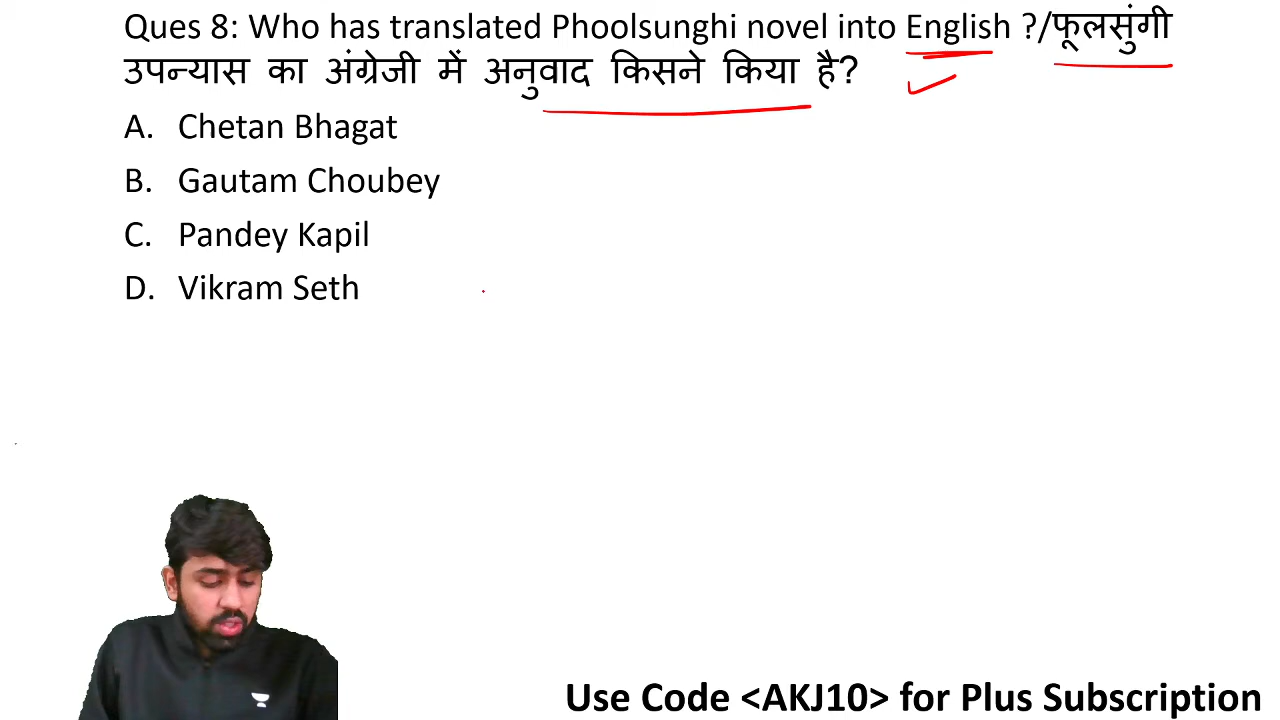 Ques 8: Who has translated Phoolsunghi novel into English ?/फूलसुंगी
उपन्यास का अंग्रेजी में अनुवाद किसने किया है?
A. Chetan Bhagat
B. Gautam Choubey
C. Pandey Kapil
D. Vikram Seth
Use Code <AKJ10> for Plus Subscription